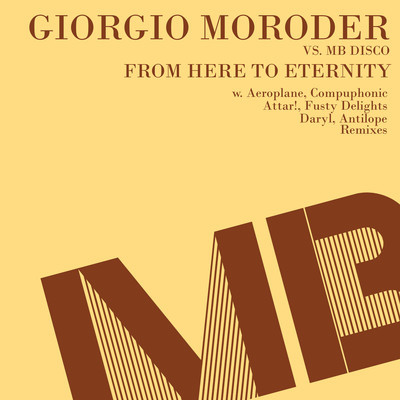 GIORGIO MORODER
VS. MB DISCO
FROM HERE TO ETERNITY
w. Aeroplane, Compuphonic
Attar!, Fusty Delights
Daryl, Antilope
Remixes
MB